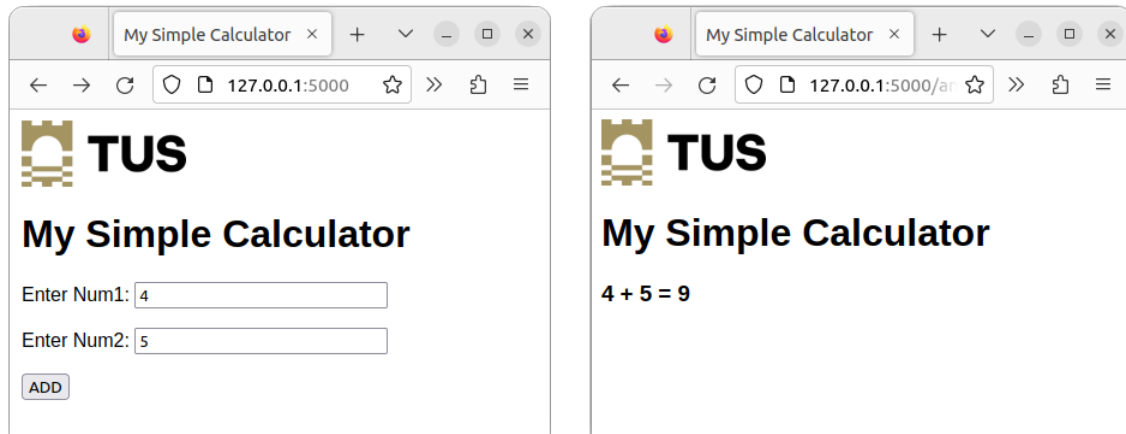 My Simple Calculator
127.0.0.1:5000
TUS
My Simple Calculator
Enter Num1: 4
Enter Num2: 5
ADD
My Simple Calculator
127.0.0.1:5000/an
TUS
My Simple Calculator
4 + 5 = 9